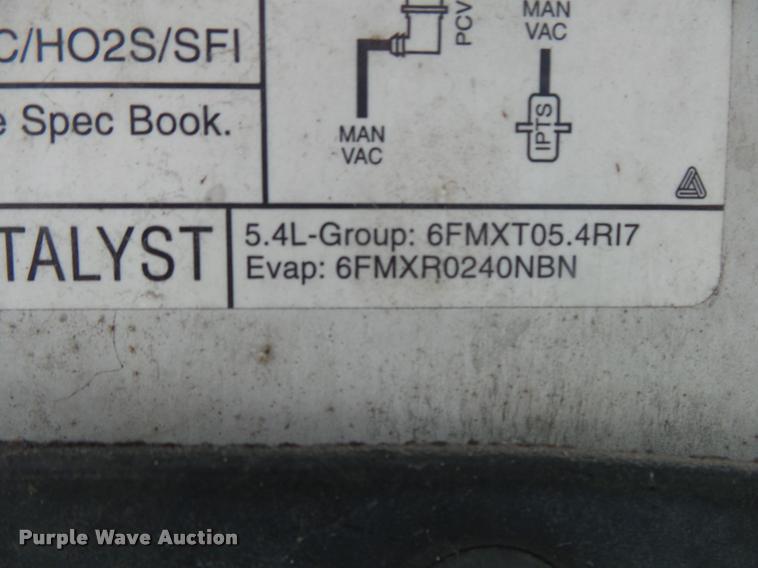 C/HO2S/SFI
e Spec Book.
PCV
MAN
VAC
MAN
VAC
IPTS
TALYST
5.4L-Group: 6FMXT05.4RI7
Evap: 6FMXR0240NBN
Purple Wave Auction